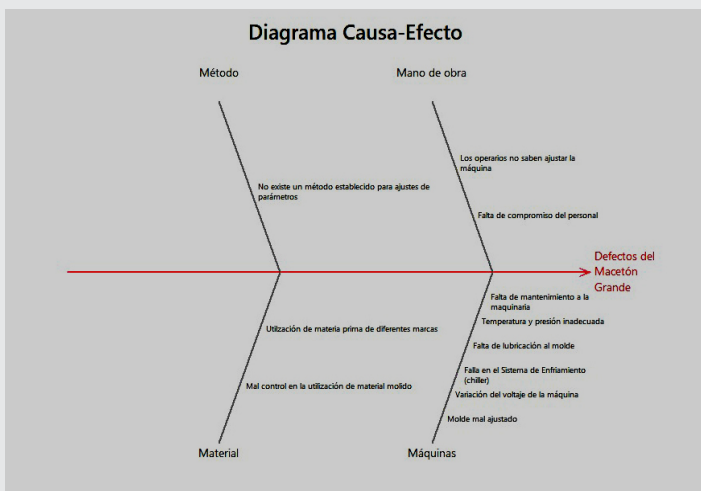 Diagrama Causa-Efecto
Método
Mano de obra
Los operarios no saben ajustar la
máquina
No existe un método establecido para ajustes de
parámetros
Falta de compromiso del personal
Defectos del
Macetón
Grande
Falta de mantenimiento a la
maquinaria
Temperatura y presión inadecuada
Utilización de materia prima de diferentes marcas
Falta de lubricación al molde
Falla en el Sistema de Enfriamiento
(chiller)
Mal control en la utilización de material molido
Variación del voltaje de la máquina
Molde mal ajustado
Material
Máquinas